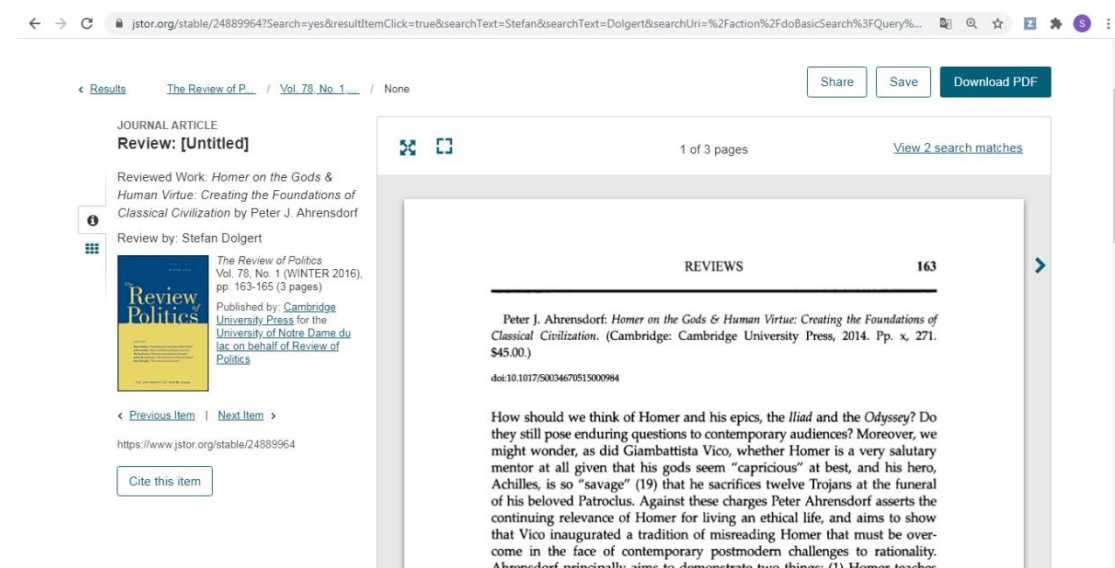 jstor.org/stable/24889964?Search=yes&resultItemClick=true&searchText=Stefan&searchText=Dolgert&searchUri=%2Faction%2FdoBasicSearch%3FQuery%...
S
Share
Save
Download PDF
Results
The Review of P... / Vol. 78, No. 1,... / None
JOURNAL ARTICLE
Review: [Untitled]
Reviewed Work: Homer on the Gods &
Human Virtue: Creating the Foundations of
Classical Civilization by Peter J. Ahrensdorf
Review by: Stefan Dolgert
The
Review
of
Politics
The Review of Politics
Vol. 78, No. 1 (WINTER 2016),
pp. 163-165 (3 pages)
Published by: Cambridge
University Press for the
University of Notre Dame du
lac on behalf of Review of
Politics
Previous Item | Next Item
https://www.jstor.org/stable/24889964
Cite this item
1 of 3 pages
View 2 search matches
REVIEWS 163
Peter J. Ahrensdorf: Homer on the Gods & Human Virtue: Creating the Foundations of
Classical Civilization. (Cambridge: Cambridge University Press, 2014. Pp. x, 271.
$45.00.)
doi:10.1017/S0034670515000984
How should we think of Homer and his epics, the Iliad and the Odyssey? Do
they still pose enduring questions to contemporary audiences? Moreover, we
might wonder, as did Giambattista Vico, whether Homer is a very salutary
mentor at all given that his gods seem "capricious" at best, and his hero,
Achilles, is so "savage" (19) that he sacrifices twelve Trojans at the funeral
of his beloved Patroclus. Against these charges Peter Ahrensdorf asserts the
continuing relevance of Homer for living an ethical life, and aims to show
that Vico inaugurated a tradition of misreading Homer that must be over-
come in the face of contemporary postmodern challenges to rationality.
Ahrensdorf principally aims to demonstrate two things: (1) Homer teaches